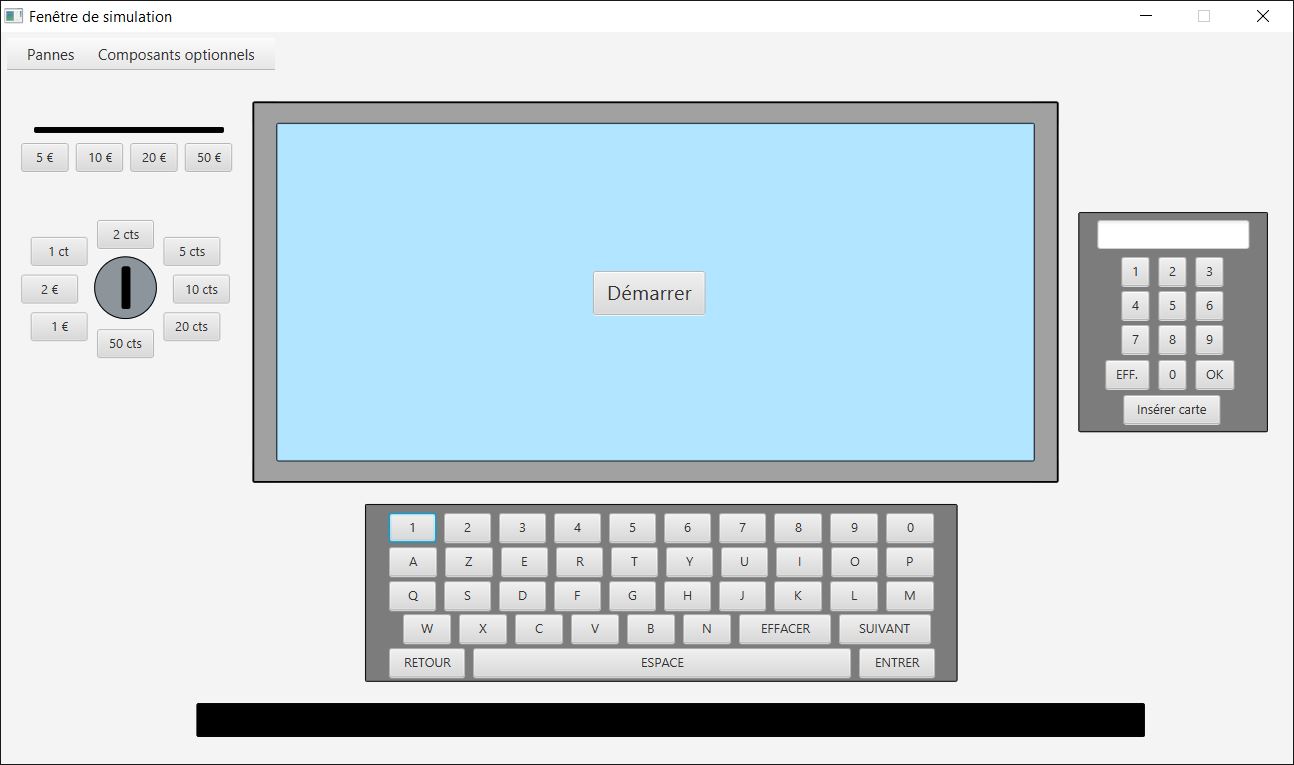 Fenêtre de simulation
Pannes Composants optionnels
5 € 10 € 20 € 50 €
2 cts
1 ct 5 cts
2 € 10 cts
1 € 20 cts
50 cts
Démarrer
1 2 3
4 5 6
7 8 9
EFF. 0 OK
Insérer carte
1 2 3 4 5 6 7 8 9 0
A Z E R T Y U I O P
Q S D F G H J K L M
W X C V B N EFFACER SUIVANT
RETOUR ESPACE ENTRER